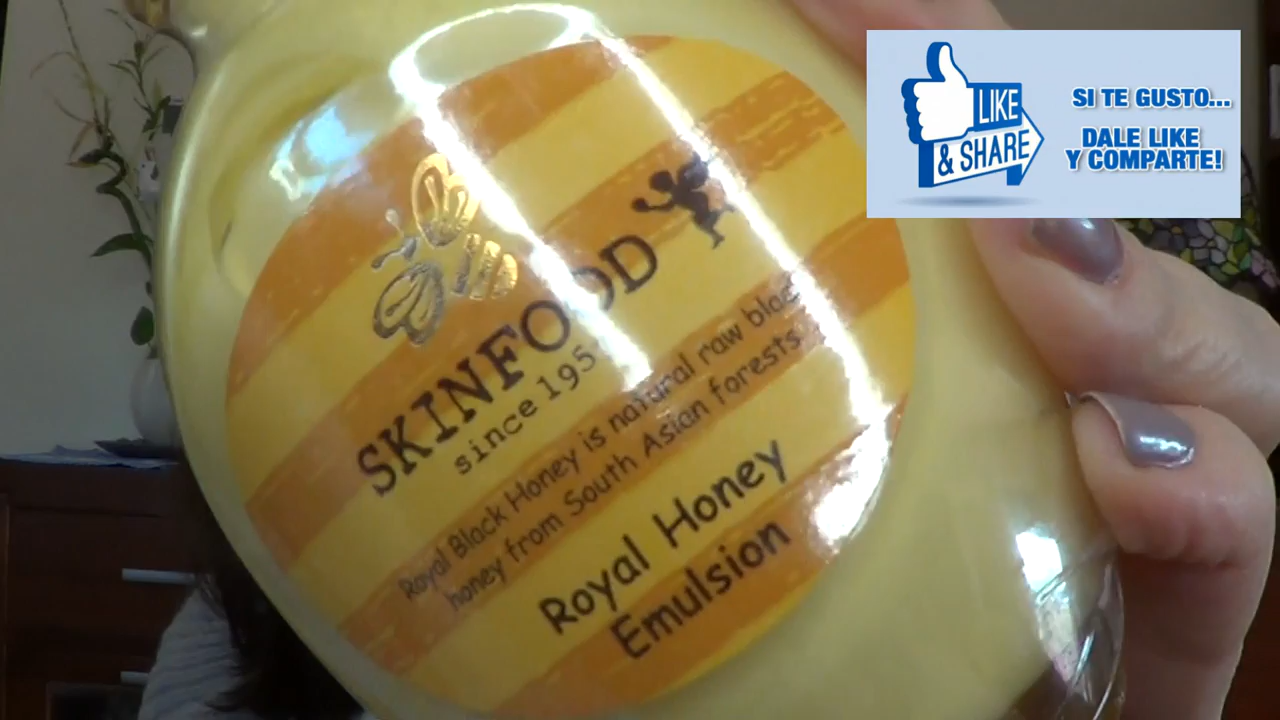 SKINFOOD
since 195
Royal Black Honey is natural raw black
honey from South Asian forests
Royal Honey
Emulsion
LIKE
& SHARE
SI TE GUSTO...
DALE LIKE
Y COMPARTE!